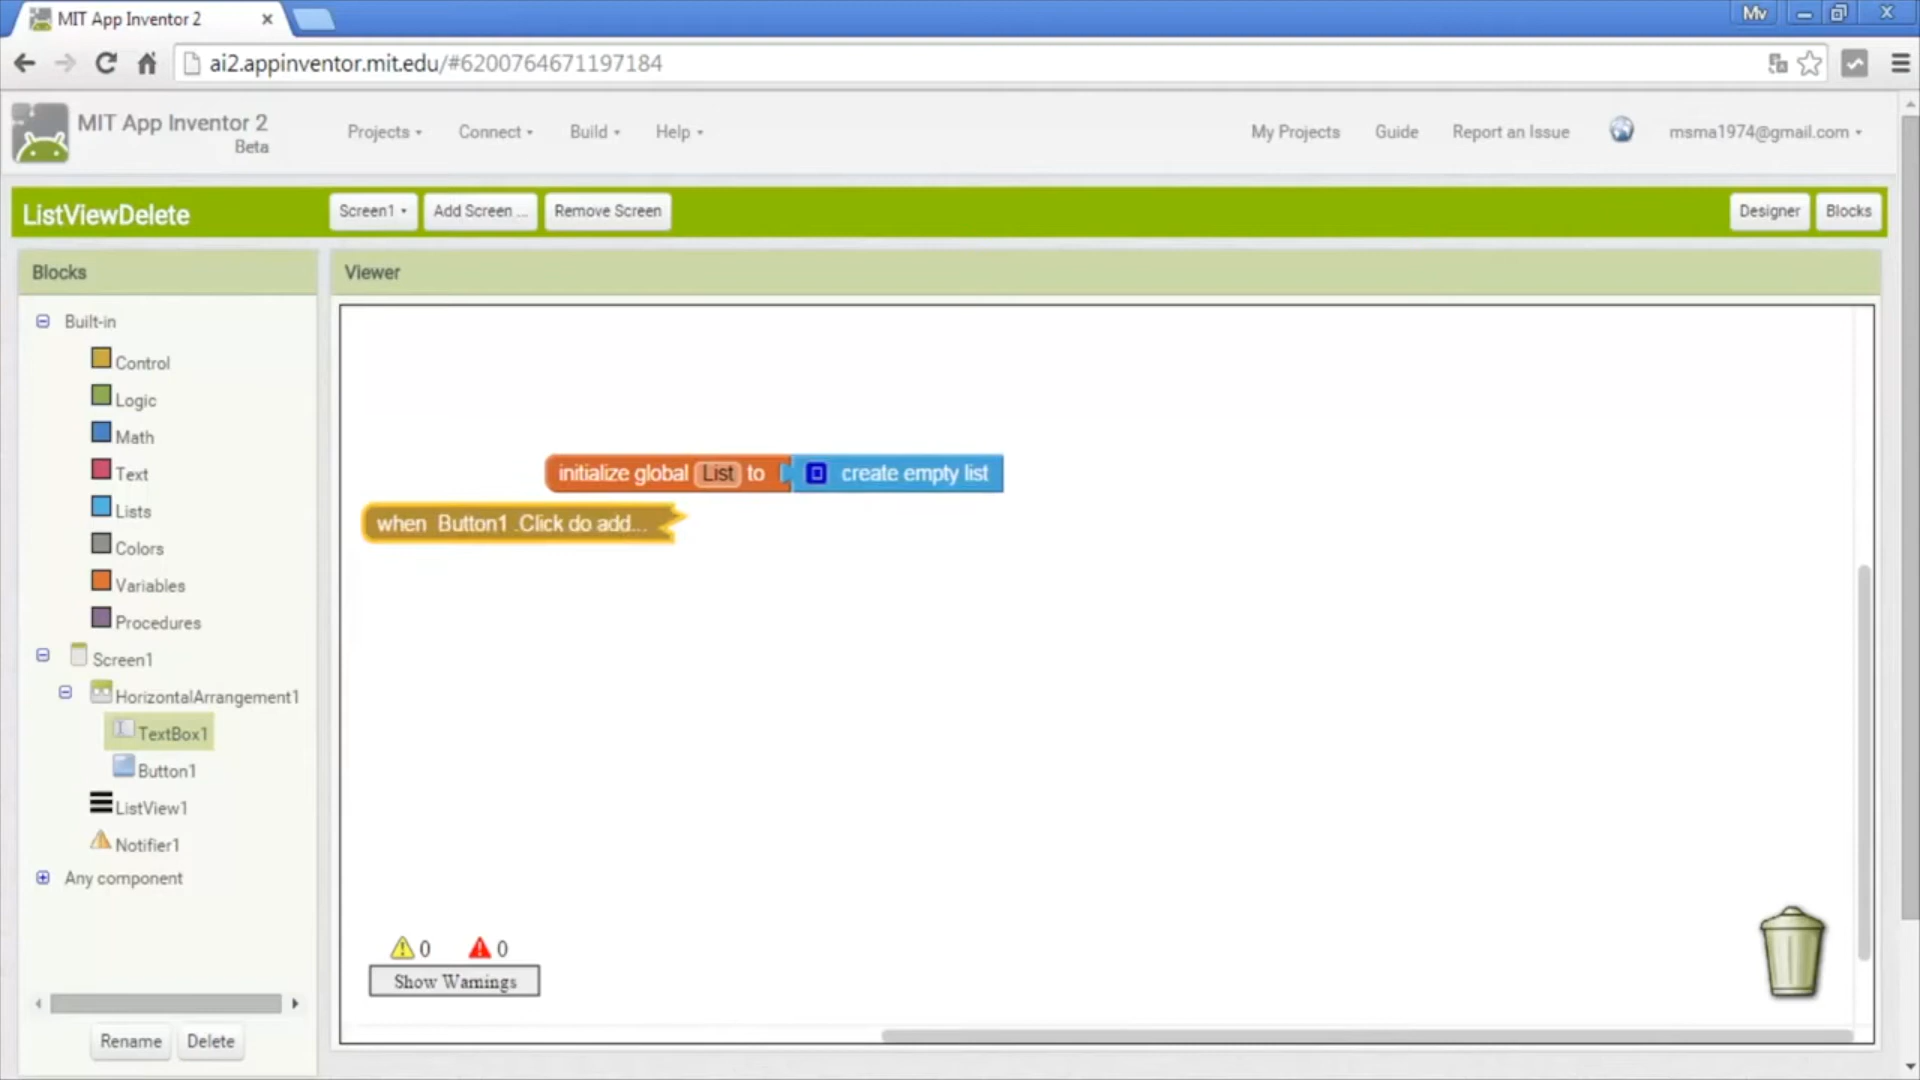 MIT App Inventor 2
Mv
ai2.appinventor.mit.edu/#6200764671197184
MIT App Inventor 2
Beta
Projects
Connect
Build
Help
My Projects
Guide
Report an Issue
msma1974@gmail.com
ListViewDelete
Screen1
Add Screen ...
Remove Screen
Designer
Blocks
Blocks
Built-in
Control
Logic
Math
Text
Lists
Colors
Variables
Procedures
Screen1
HorizontalArrangement1
TextBox1
Button1
ListView1
Notifier1
Any component
Rename
Delete
Viewer
initialize global List to create empty list
when Button1 .Click do add...
0 0
Show Warnings